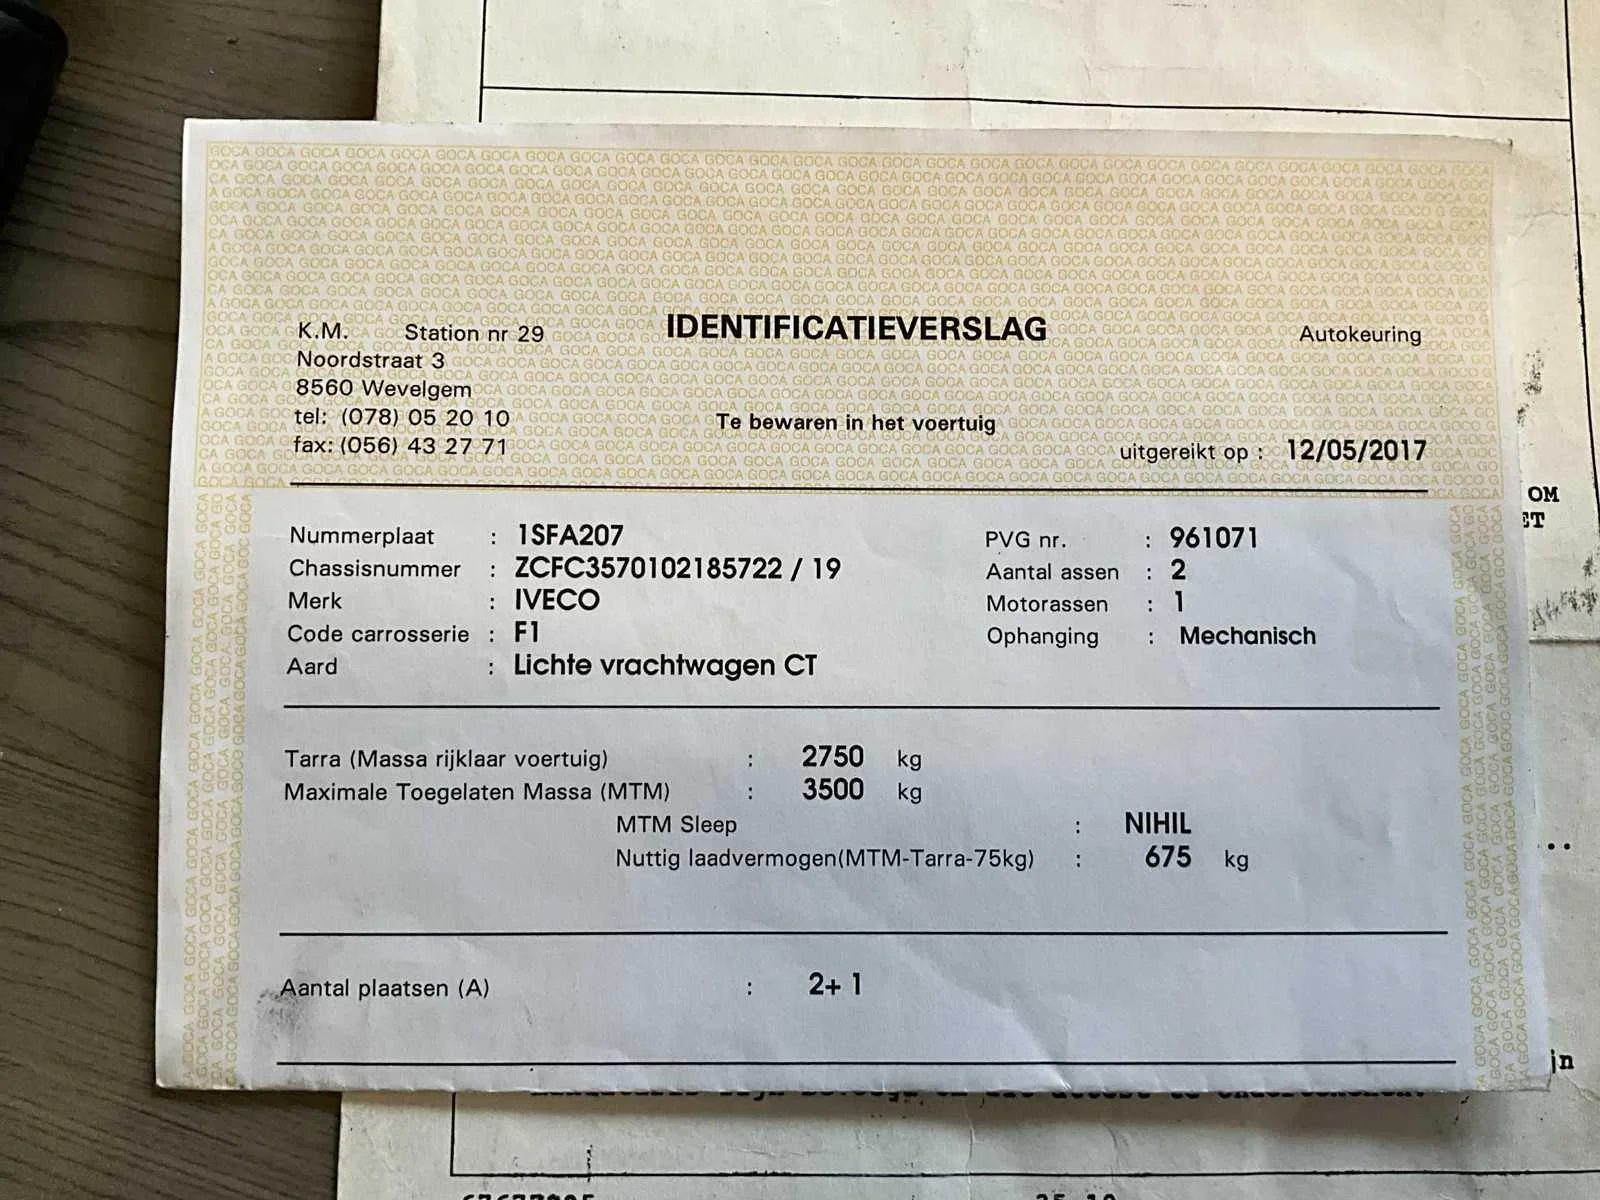 K.M. Station nr 29 IDENTIFICATIEVERSLAG Autokeuring
Noordstraat 3
8560 Wevelgem
tel: (078) 05 20 10 Te bewaren in het voertuig
fax: (056) 43 27 71 uitgereikt op : 12/05/2017
Nummerplaat : 1SFA207 PVG nr. : 961071
Chassisnummer : ZCFC3570102185722 / 19 Aantal assen : 2
Merk : IVECO Motorassen : 1
Code carrosserie : F1 Ophanging : Mechanisch
Aard : Lichte vrachtwagen CT
Tarra (Massa rijklaar voertuig) : 2750 kg
Maximale Toegelaten Massa (MTM) : 3500 kg
MTM Sleep : NIHIL
Nuttig laadvermogen(MTM-Tarra-75kg) : 675 kg
Aantal plaatsen (A) : 2+ 1
OM